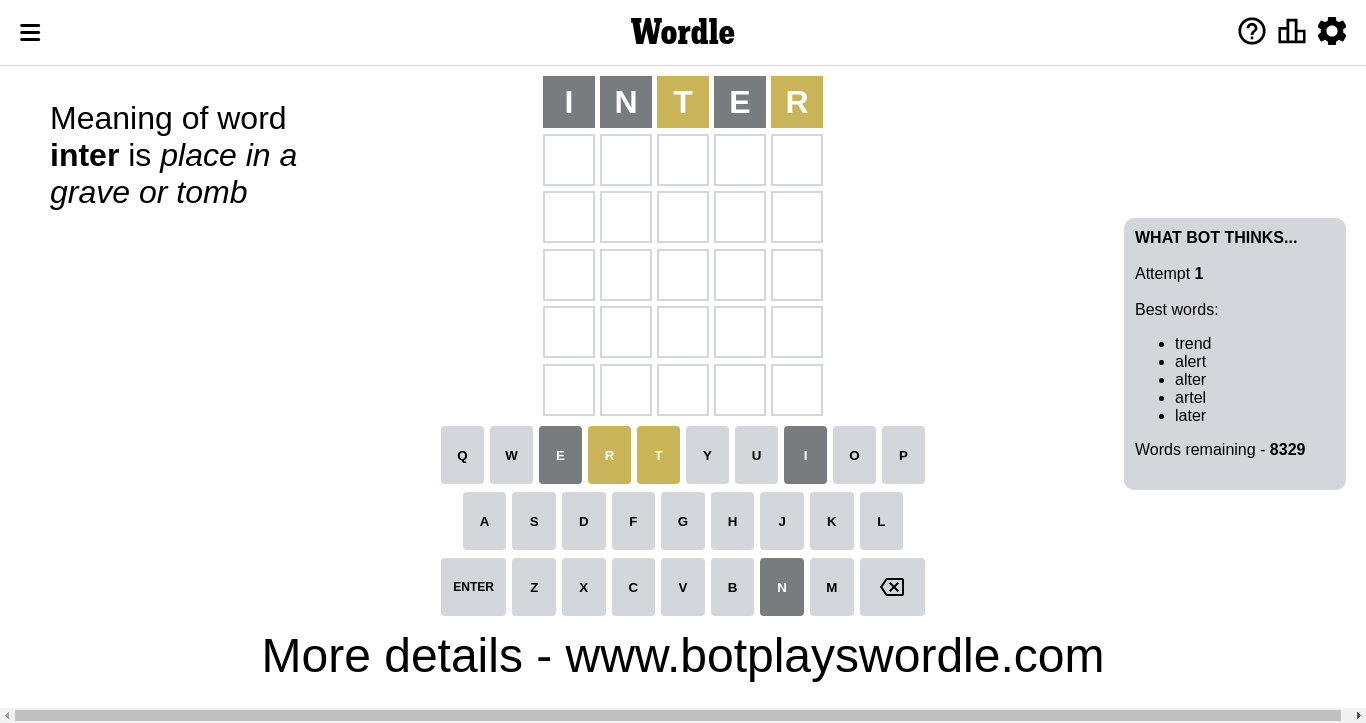 Wordle
Meaning of word
inter is place in a
grave or tomb
I N T E R
WHAT BOT THINKS...
Attempt 1
Best words:
trend
alert
alter
artel
later
Words remaining - 8329
Q W E R T Y U I O P
A S D F G H J K L
ENTER Z X C V B N M
More details - www.botplayswordle.com